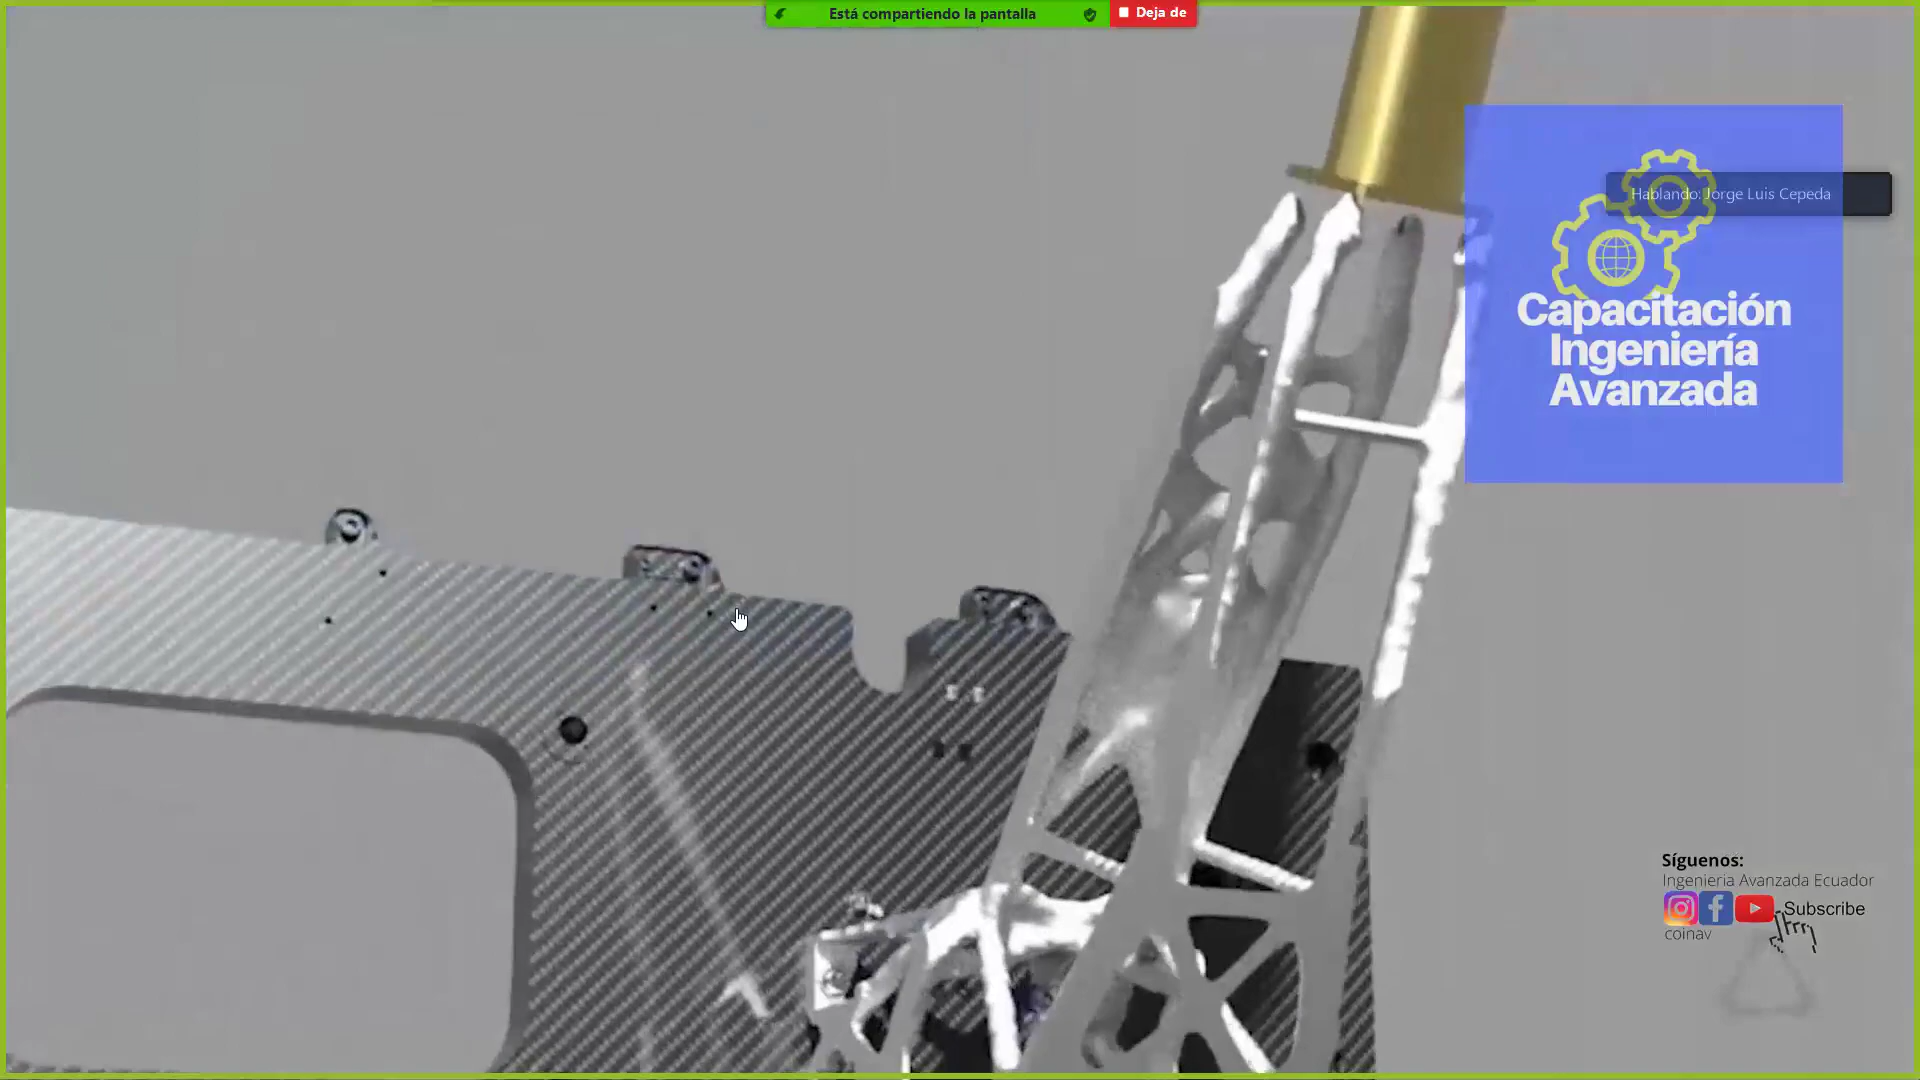 Está compartiendo la pantalla
Deja de
Hablando: Jorge Luis Cepeda
Capacitación
Ingeniería
Avanzada
Síguenos:
Ingenieria Avanzada Ecuador
Subscribe
coinav